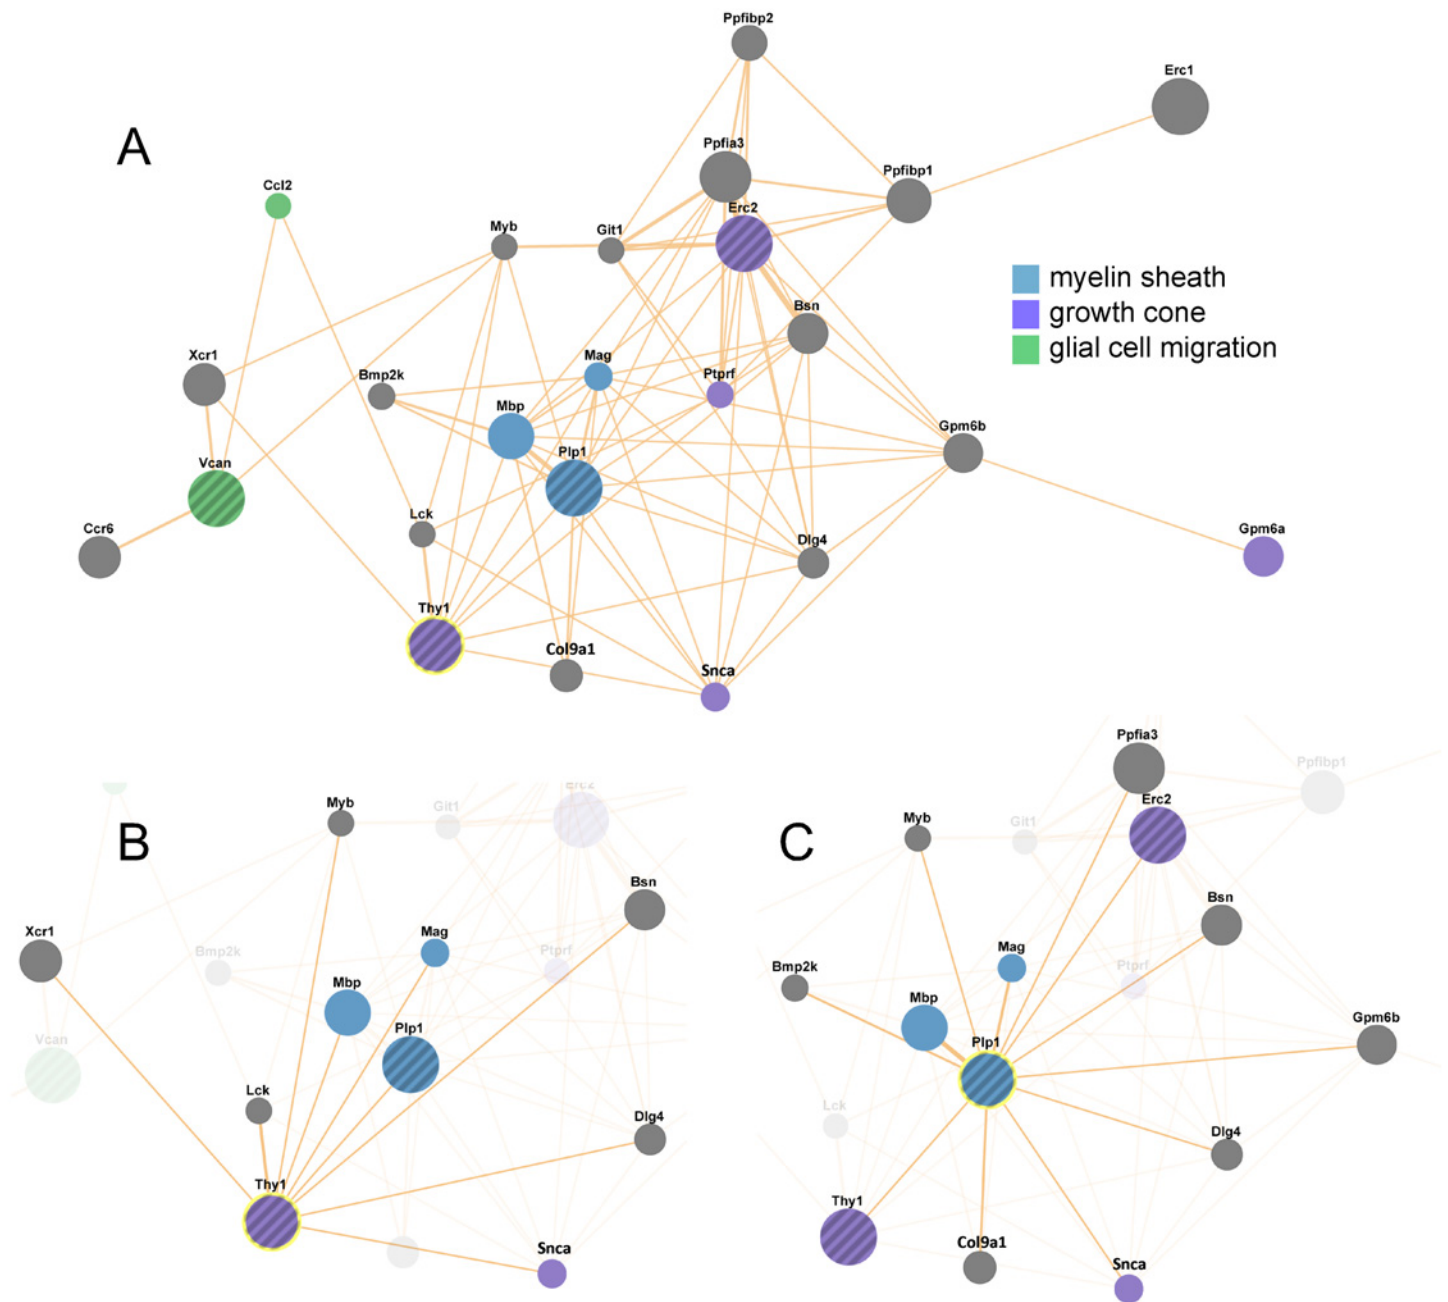 Ppfibp2
Erc1
A
Ppfia3
Ppfibp1
Ccl2
Erc2
Myb
Git1
myelin sheath
growth cone
glial cell migration
Bsn
Xcr1
Mag
Bmp2k
Ptprf
Mbp
Gpm6b
Plp1
Vcan
Lck
Ccr6
Dlg4
Gpm6a
Thy1
Col9a1
Snca
B
Myb
Git1
Erc2
Bsn
Xcr1
Mag
Bmp2k
Ptprf
Mbp
Plp1
Vcan
Lck
Dlg4
Thy1
Snca
C
Ppfia3
Ppfibp1
Erc2
Myb
Git1
Bsn
Mag
Bmp2k
Ptprf
Mbp
Gpm6b
Plp1
Lck
Dlg4
Thy1
Col9a1
Snca